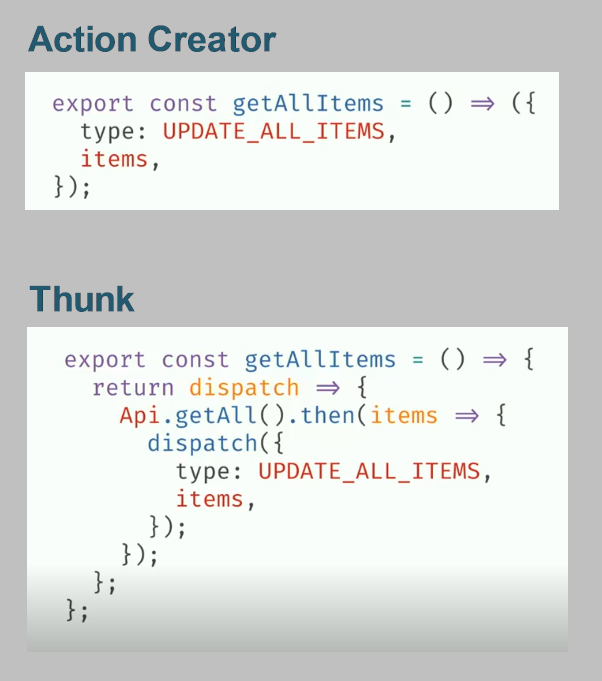 Action Creator
export const getAllItems = () => ({
  type: UPDATE_ALL_ITEMS,
  items,
});
Thunk
export const getAllItems = () => {
  return dispatch => {
    Api.getAll().then(items => {
      dispatch({
        type: UPDATE_ALL_ITEMS,
        items,
      });
    });
  };
};